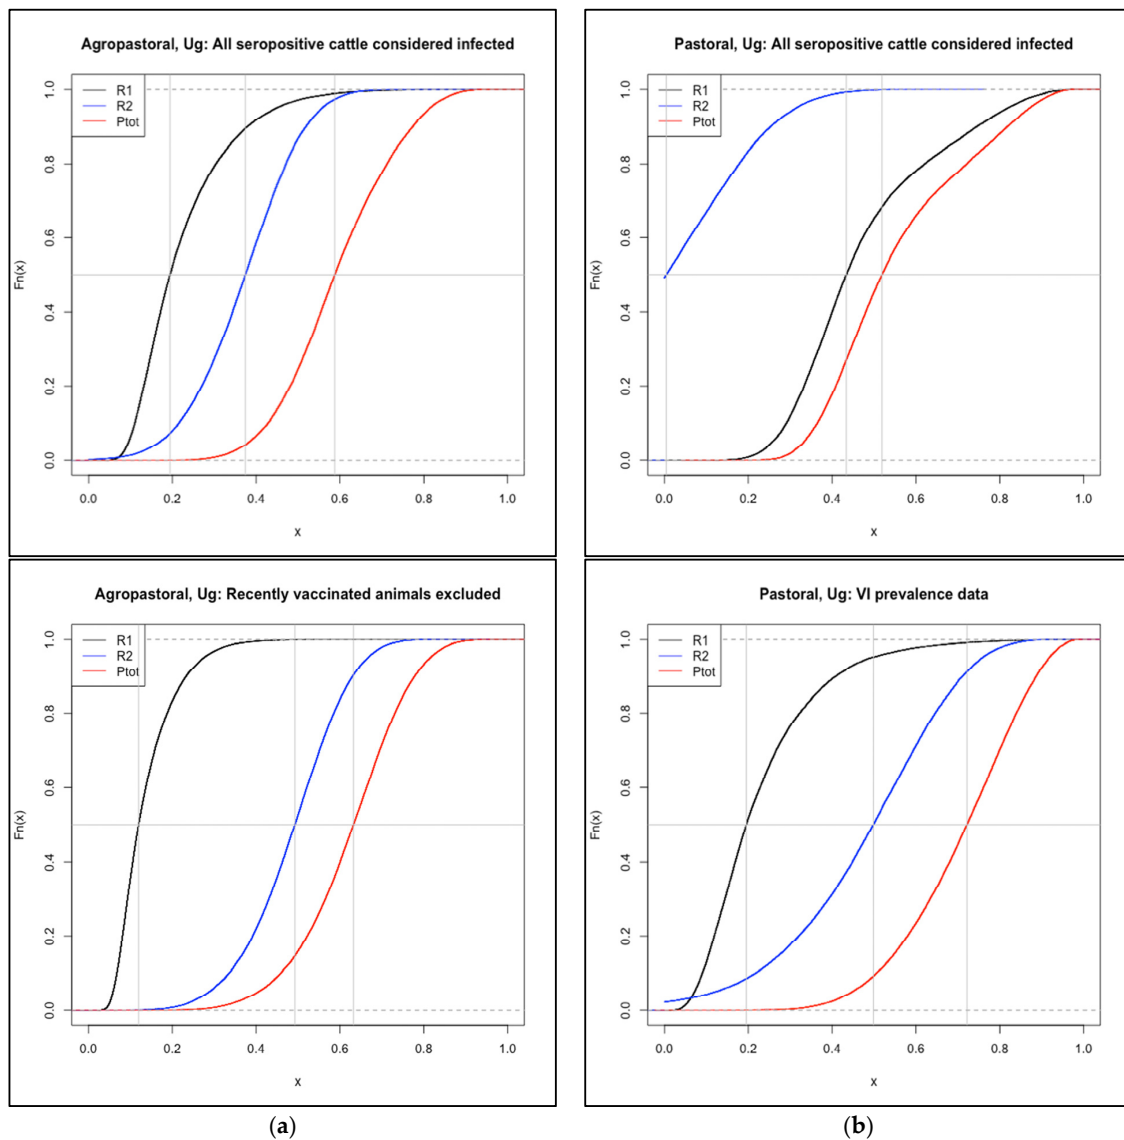 Agropastoral, Ug: All seropositive cattle considered infected
R1
R2
Ptot
Fn(x)
1.0
0.8
0.6
0.4
0.2
0.0
0.0 0.2 0.4 0.6 0.8 1.0
x
Pastoral, Ug: All seropositive cattle considered infected
R1
R2
Ptot
Fn(x)
1.0
0.8
0.6
0.4
0.2
0.0
0.0 0.2 0.4 0.6 0.8 1.0
x
Agropastoral, Ug: Recently vaccinated animals excluded
R1
R2
Ptot
Fn(x)
1.0
0.8
0.6
0.4
0.2
0.0
0.0 0.2 0.4 0.6 0.8 1.0
x
Pastoral, Ug: VI prevalence data
R1
R2
Ptot
Fn(x)
1.0
0.8
0.6
0.4
0.2
0.0
0.0 0.2 0.4 0.6 0.8 1.0
x
(a)
(b)